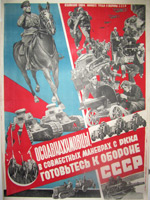 ОСОАВИАХИМОВЦЫ
В СОВМЕСТНЫХ МАНЕВРАХ С РККА
ГОТОВЬТЕСЬ К ОБОРОНЕ
СССР